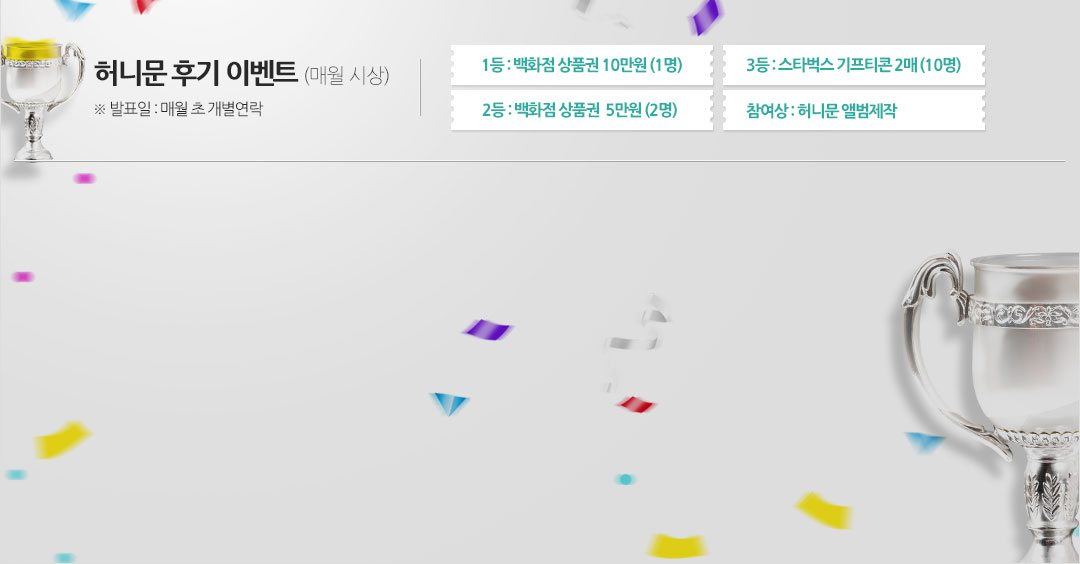 허니문 후기 이벤트 (매월 시상)
※ 발표일 : 매월 초 개별연락
1등 : 백화점 상품권 10만원 (1명)
2등 : 백화점 상품권 5만원 (2명)
3등 : 스타벅스 기프티콘 2매 (10명)
참여상 : 허니문 앨범제작